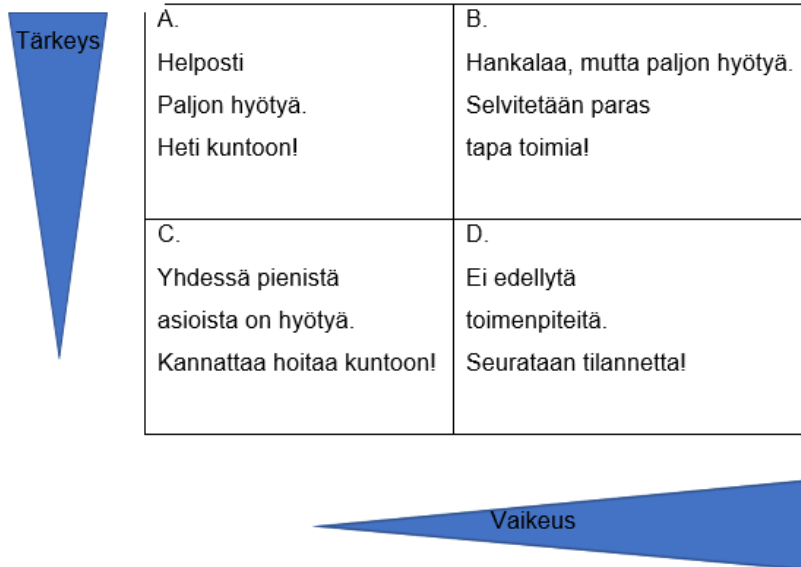 Tärkeys
A.
Helposti
Paljon hyötyä.
Heti kuntoon!
B.
Hankalaa, mutta paljon hyötyä.
Selvitetään paras
tapa toimia!
C.
Yhdessä pienistä
asioista on hyötyä.
Kannattaa hoitaa kuntoon!
D.
Ei edellytä
toimenpiteitä.
Seurataan tilannetta!
Vaikeus